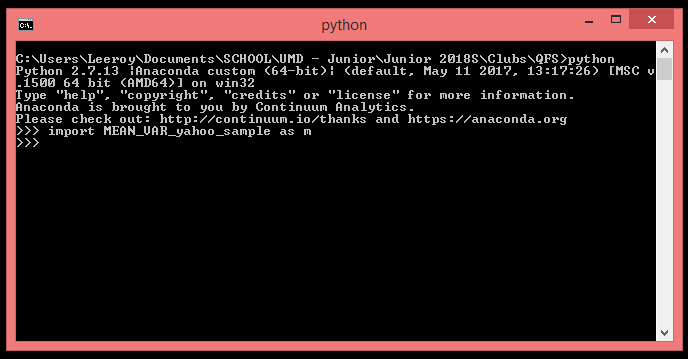 python
C:\Users\Leeroy\Documents\SCHOOL\UMD - Junior\Junior 2018S\Clubs\QFS>python
Python 2.7.13 ¦Anaconda custom (64-bit)¦ (default, May 11 2017, 13:17:26) [MSC v
.1500 64 bit (AMD64)] on win32
Type "help", "copyright", "credits" or "license" for more information.
Anaconda is brought to you by Continuum Analytics.
Please check out: http://continuum.io/thanks and https://anaconda.org
>>> import MEAN_VAR_yahoo_sample as m
>>>